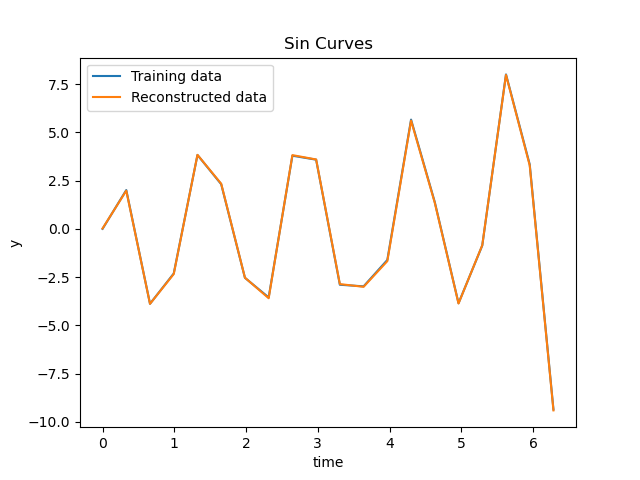 Sin Curves
Training data
Reconstructed data
7.5
5.0
2.5
0.0
−2.5
−5.0
−7.5
−10.0
y
0 1 2 3 4 5 6
time